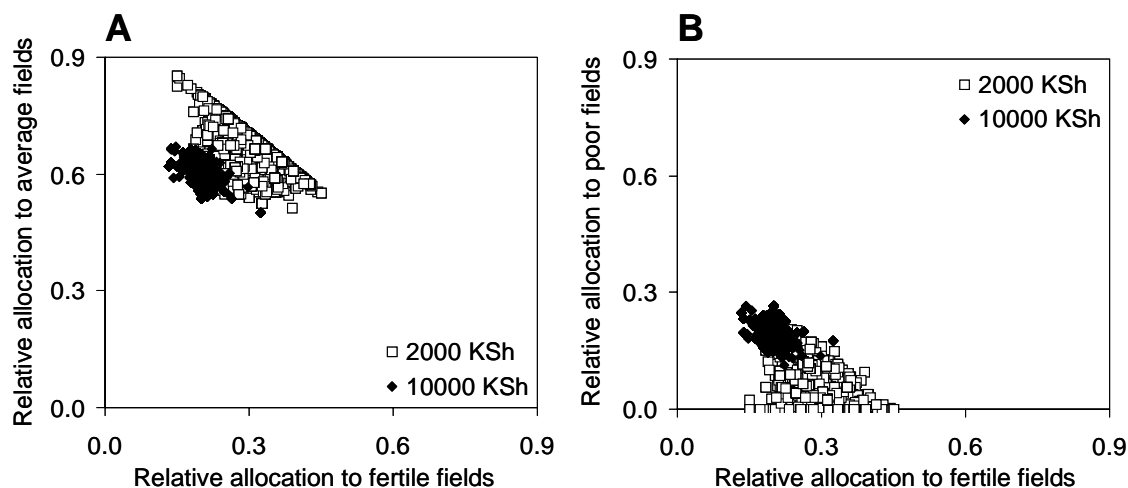 A
Relative allocation to average fields
0.9
0.6
0.3
0.0
2000 KSh
10000 KSh
0.0 0.3 0.6 0.9
Relative allocation to fertile fields
B
Relative allocation to poor fields
0.9
0.6
0.3
0.0
2000 KSh
10000 KSh
0.0 0.3 0.6 0.9
Relative allocation to fertile fields